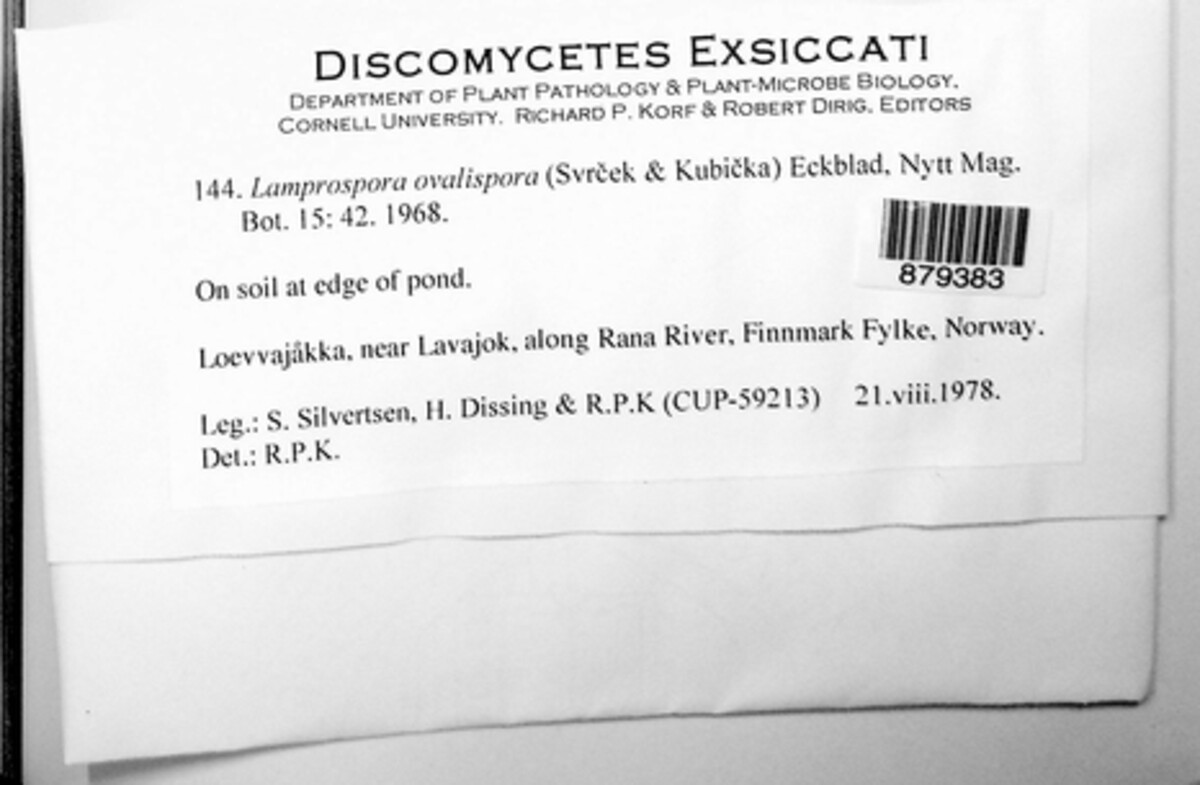 DISCOMYCETES EXSICCATI
DEPARTMENT OF PLANT PATHOLOGY & PLANT-MICROBE BIOLOGY.
CORNELL UNIVERSITY. RICHARD P. KORF & ROBERT DIRIG, EDITORS
144. Lamprospora ovalispora (Svrček & Kubička) Eckblad, Nytt Mag.
Bot. 15: 42. 1968.
879383
On soil at edge of pond.
Loevvajåkka, near Lavajok, along Rana River, Finnmark Fylke, Norway.
Leg.: S. Silvertsen, H. Dissing & R.P.K (CUP-59213) 21.viii.1978.
Det.: R.P.K.